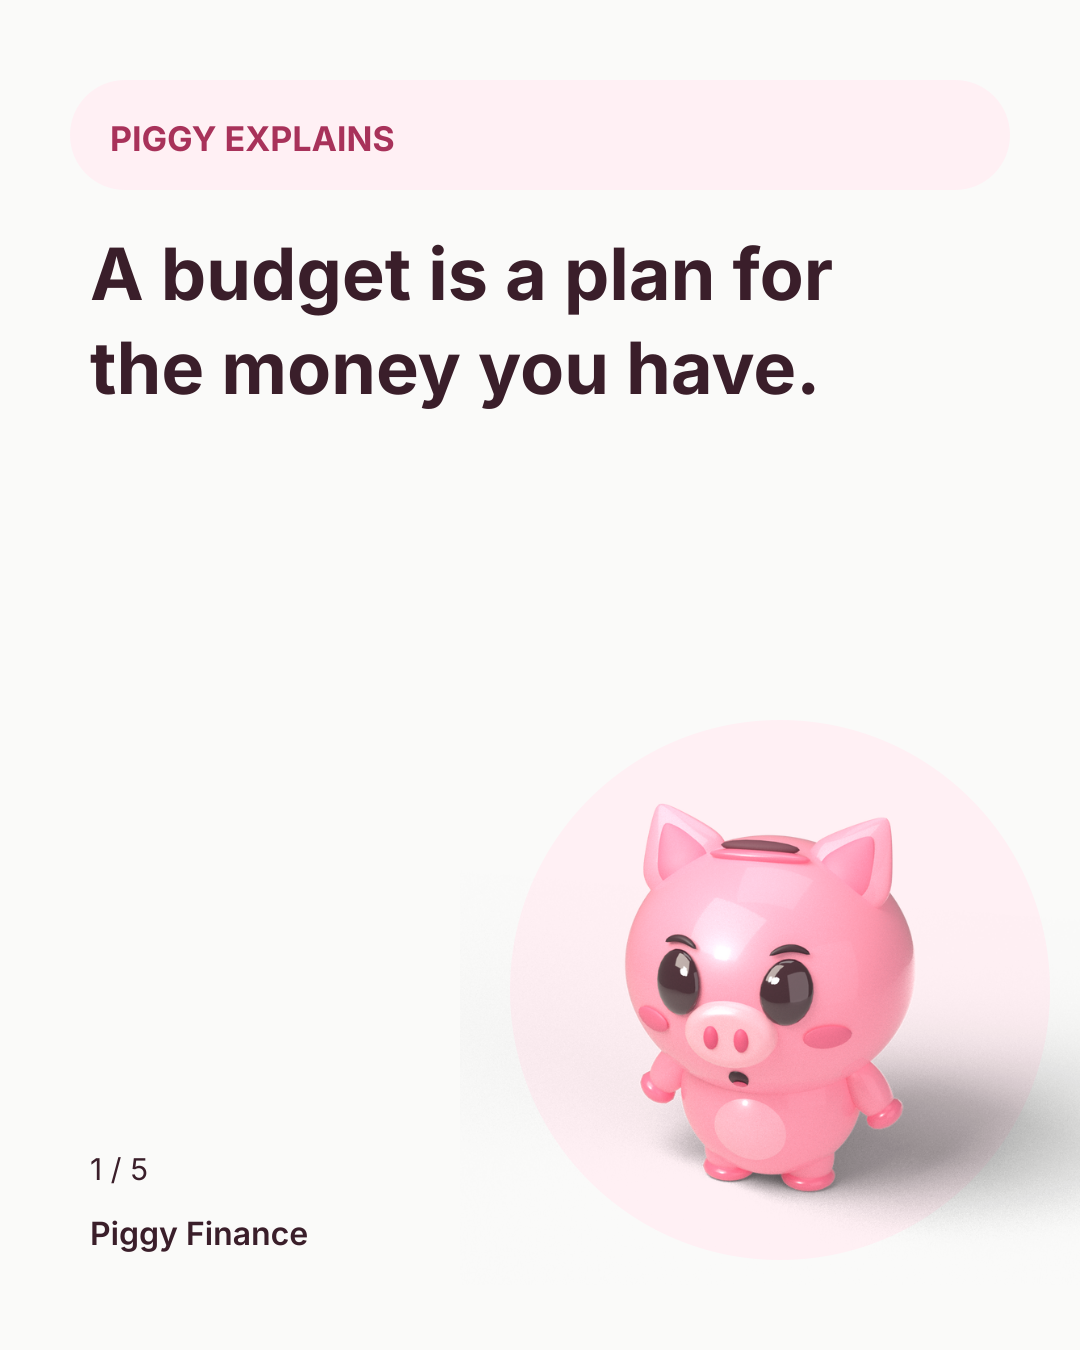 PIGGY EXPLAINS
A budget is a plan for
the money you have.
1 / 5
Piggy Finance